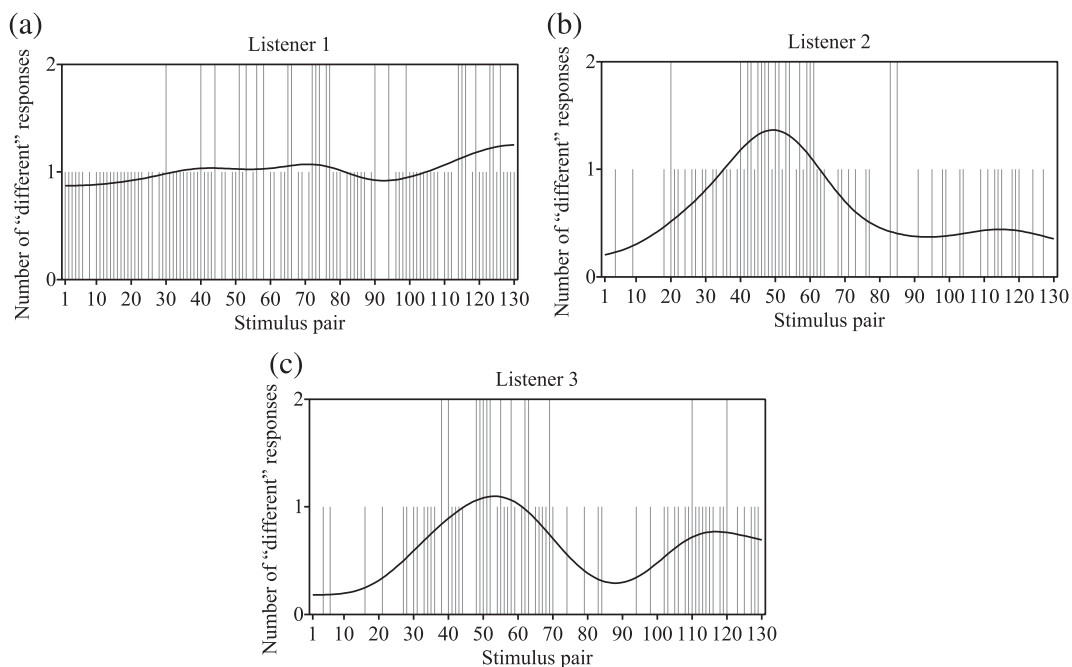 (a)
Listener 1
Number of “different” responses
2
1
0
1 10 20 30 40 50 60 70 80 90 100 110 120 130
Stimulus pair
(b)
Listener 2
Number of “different” responses
2
1
0
1 10 20 30 40 50 60 70 80 90 100 110 120 130
Stimulus pair
(c)
Listener 3
Number of “different” responses
2
1
0
1 10 20 30 40 50 60 70 80 90 100 110 120 130
Stimulus pair